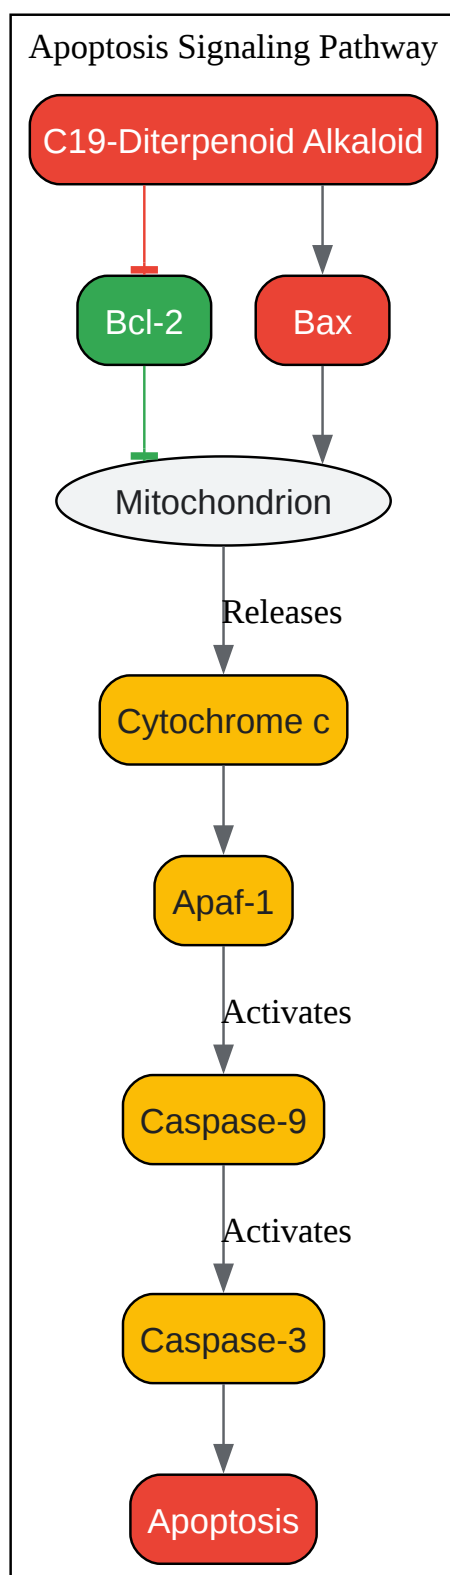 Apoptosis Signaling Pathway
C19-Diterpenoid Alkaloid
Bcl-2
Bax
Mitochondrion
Releases
Cytochrome c
Apaf-1
Activates
Caspase-9
Activates
Caspase-3
Apoptosis